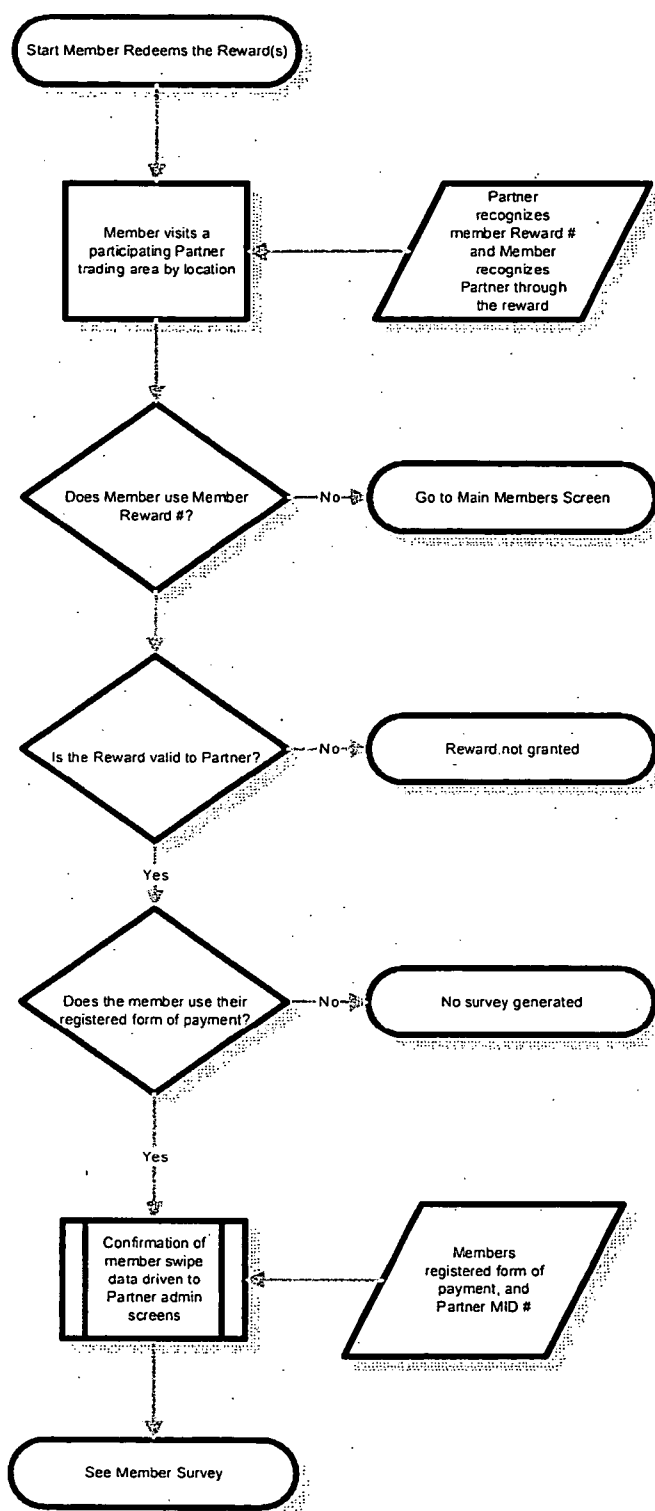 Start Member Redeems the Reward(s)
Member visits a
participating Partner
trading area by location
Partner
recognizes
member Reward #
and Member
recognizes
Partner through
the reward
Does Member use Member
Reward #?
No
Go to Main Members Screen
Is the Reward valid to Partner?
No
Reward not granted
Yes
Does the member use their
registered form of payment?
No
No survey generated
Yes
Confirmation of
member swipe
data driven to
Partner admin
screens
Members
registered form of
payment, and
Partner MID #
See Member Survey